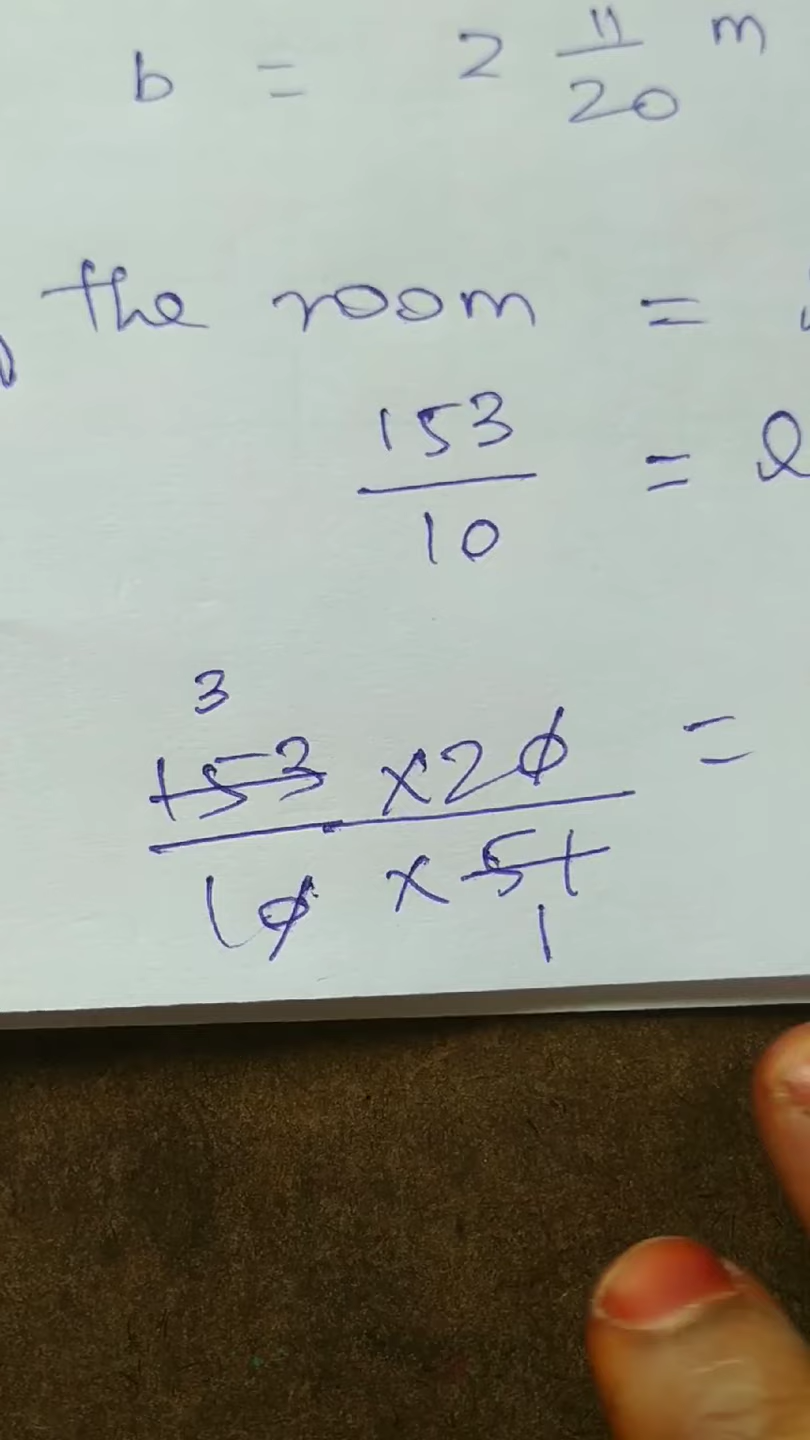 b = 2 11/20 m
the room =
153/10 = l
3
153 × 20 / 10 × 51 =
1